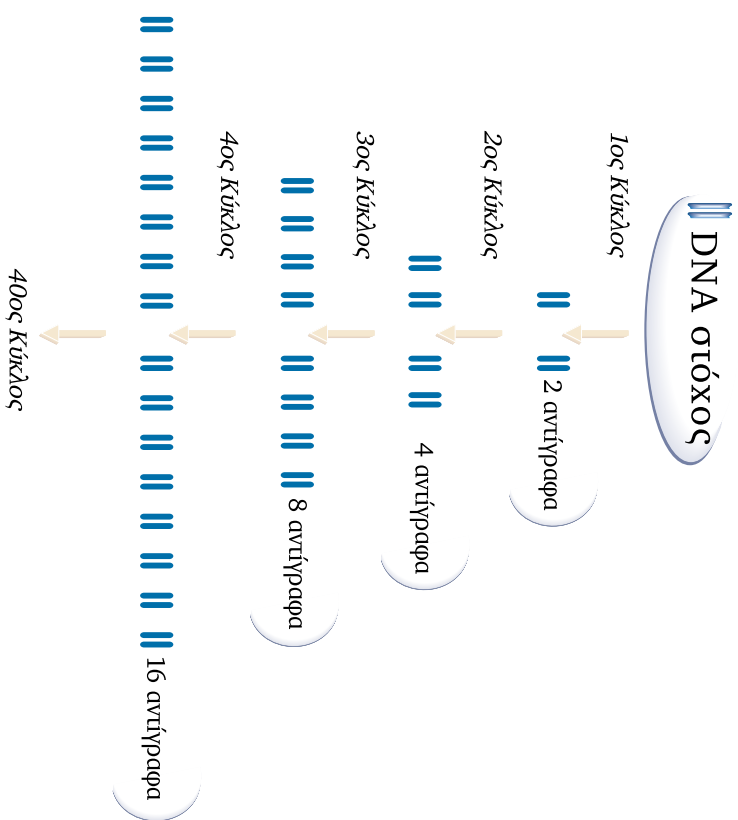 DNA στόχος
1ος Κύκλος
2 αντίγραφα
2ος Κύκλος
4 αντίγραφα
3ος Κύκλος
8 αντίγραφα
4ος Κύκλος
16 αντίγραφα
40ος Κύκλος